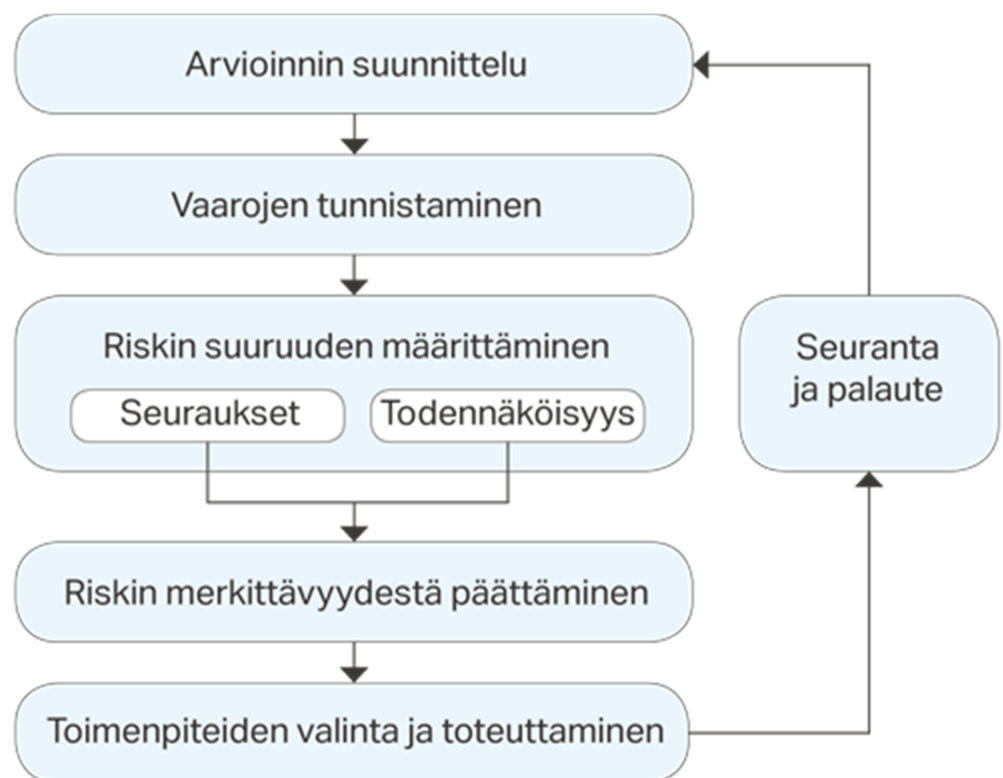 Arvioinnin suunnittelu
Vaarojen tunnistaminen
Riskin suuruuden määrittäminen
Seuraukset
Todennäköisyys
Riskin merkittävyydestä päättäminen
Toimenpiteiden valinta ja toteuttaminen
Seuranta
ja palaute